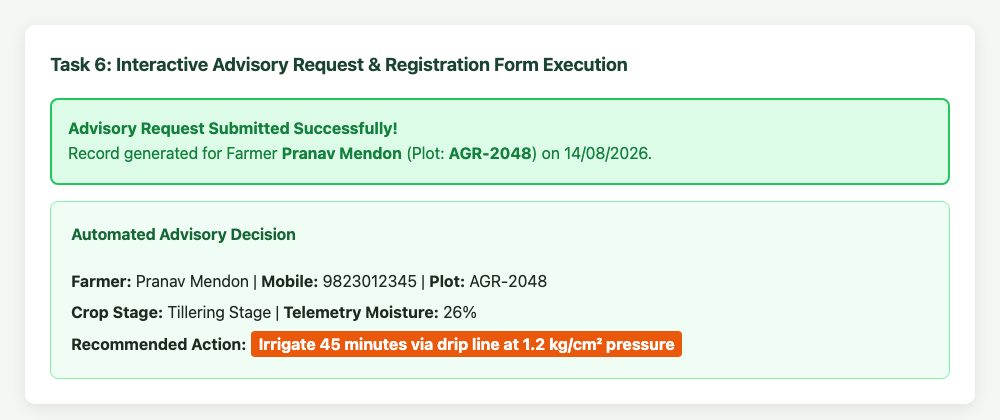 Task 6: Interactive Advisory Request & Registration Form Execution
Advisory Request Submitted Successfully!
Record generated for Farmer Pranav Mendon (Plot: AGR-2048) on 14/08/2026.
Automated Advisory Decision
Farmer: Pranav Mendon | Mobile: 9823012345 | Plot: AGR-2048
Crop Stage: Tillering Stage | Telemetry Moisture: 26%
Recommended Action: Irrigate 45 minutes via drip line at 1.2 kg/cm² pressure